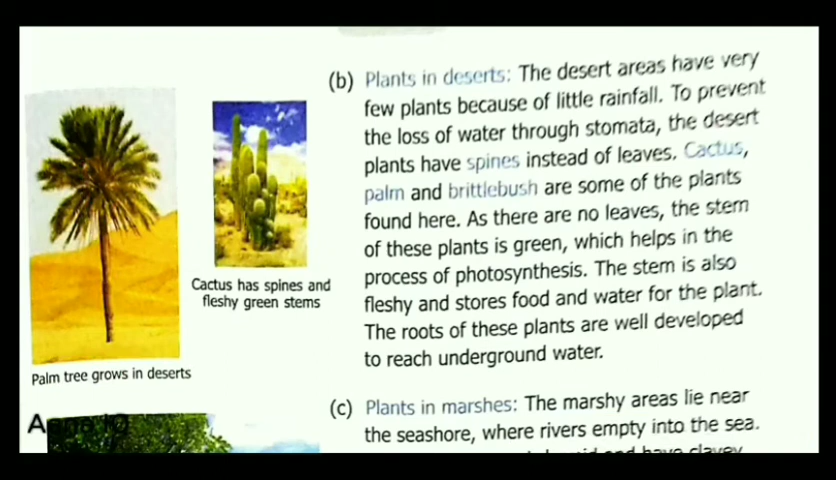 (b) Plants in deserts: The desert areas have very
few plants because of little rainfall. To prevent
the loss of water through stomata, the desert
plants have spines instead of leaves. Cactus,
palm and brittlebush are some of the plants
found here. As there are no leaves, the stem
of these plants is green, which helps in the
process of photosynthesis. The stem is also
fleshy and stores food and water for the plant.
The roots of these plants are well developed
to reach underground water.
Cactus has spines and
fleshy green stems
Palm tree grows in deserts
(c) Plants in marshes: The marshy areas lie near
the seashore, where rivers empty into the sea.
and have clayey